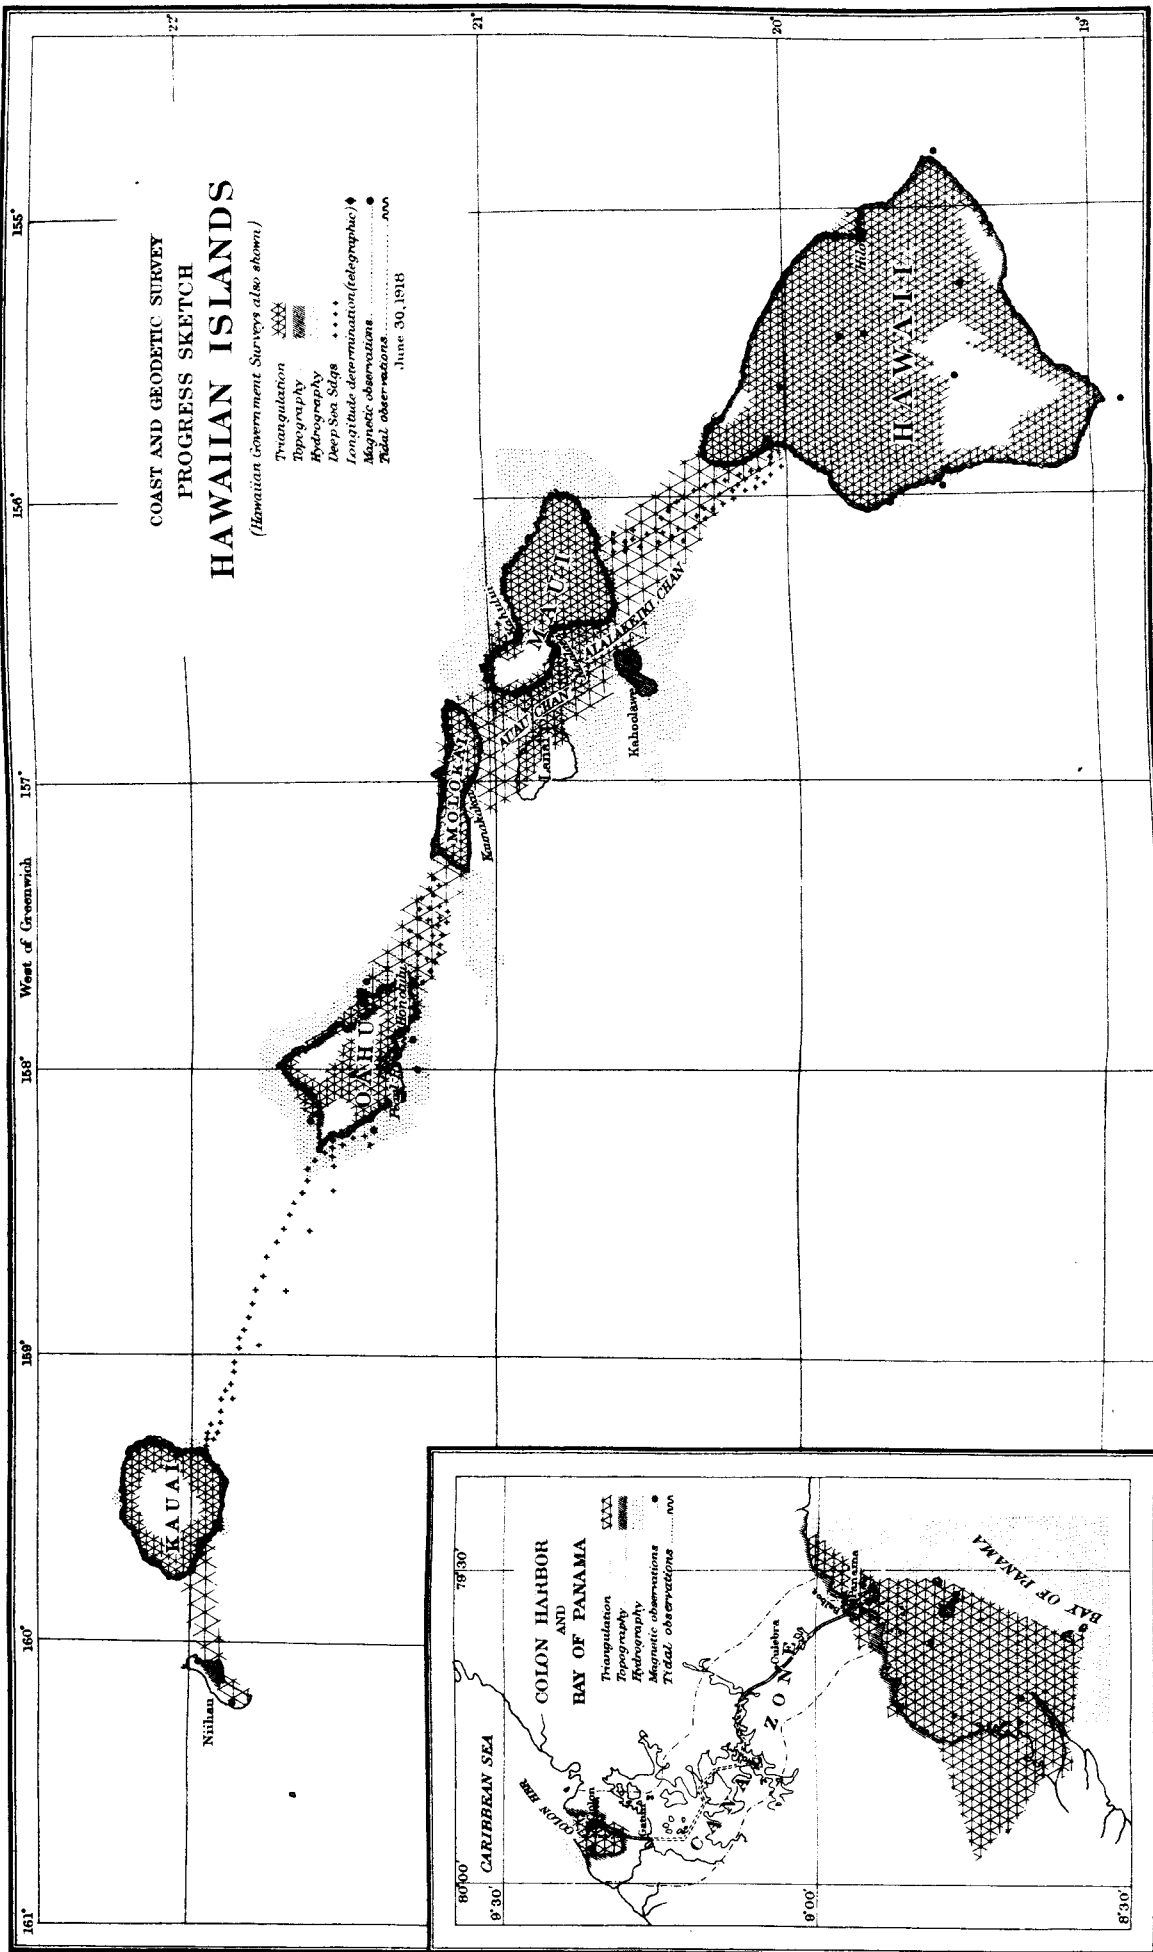 COAST AND GEODETIC SURVEY
PROGRESS SKETCH
HAWAIIAN ISLANDS
(Hawaiian Government Surveys also shown)
Triangulation
Topography
Hydrography
Deep Sea Sdgs
Longitude determination (telegraphic)
Magnetic observations
Tidal observations
June 30, 1918
West of Greenwich
161°
160°
159°
158°
157°
156°
155°
22°
21°
20°
19°
Niihau
KAUAI
OAHU
Honolulu
MOLOKAI
Lanai
AUAU CHAN
MAUI
ALALAKEIKI CHAN
Kahoolawe
HAWAII
Hilo
COLON HARBOR
AND
BAY OF PANAMA
Triangulation
Topography
Hydrography
Magnetic observations
Tidal observations
80°00'
79°30'
9°30'
9°00'
8°30'
CARIBBEAN SEA
COLON HBR
Colon
Gatun
CANAL
ZONE
Culebra
Balboa
Panama
BAY OF PANAMA